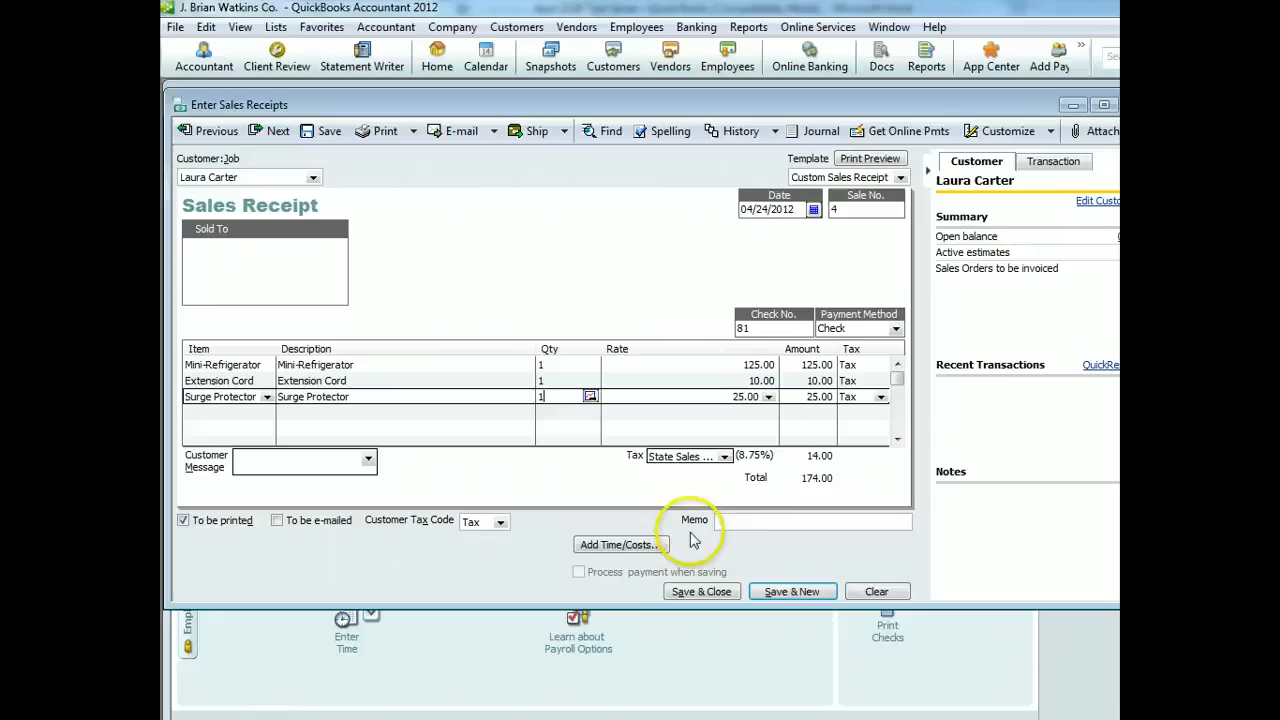 J. Brian Watkins Co. - QuickBooks Accountant 2012
File Edit View Lists Favorites Accountant Company Customers Vendors Employees Banking Reports Online Services Window Help
Accountant Client Review Statement Writer Home Calendar Snapshots Customers Vendors Employees Online Banking Docs Reports App Center Add Pay
Enter Sales Receipts
Previous Next Save Print E-mail Ship Find Spelling History Journal Get Online Pmts Customize Attach
Customer:Job Template Print Preview
Laura Carter Custom Sales Receipt
Customer Transaction
Laura Carter
Edit Custo
Summary
Open balance
Active estimates
Sales Orders to be invoiced
Recent Transactions QuickRe
Notes
Sales Receipt
Date Sale No.
04/24/2012 4
Sold To
Check No. Payment Method
81 Check
Item Description Qty Rate Amount Tax
Mini-Refrigerator Mini-Refrigerator 1 125.00 125.00 Tax
Extension Cord Extension Cord 1 10.00 10.00 Tax
Surge Protector Surge Protector 1 25.00 25.00 Tax
Customer
Message
Tax State Sales ... (8.75%) 14.00
Total 174.00
To be printed To be e-mailed Customer Tax Code Tax Memo
Add Time/Costs...
Process payment when saving
Save & Close Save & New Clear
Enter
Time
Learn about
Payroll Options
Print
Checks